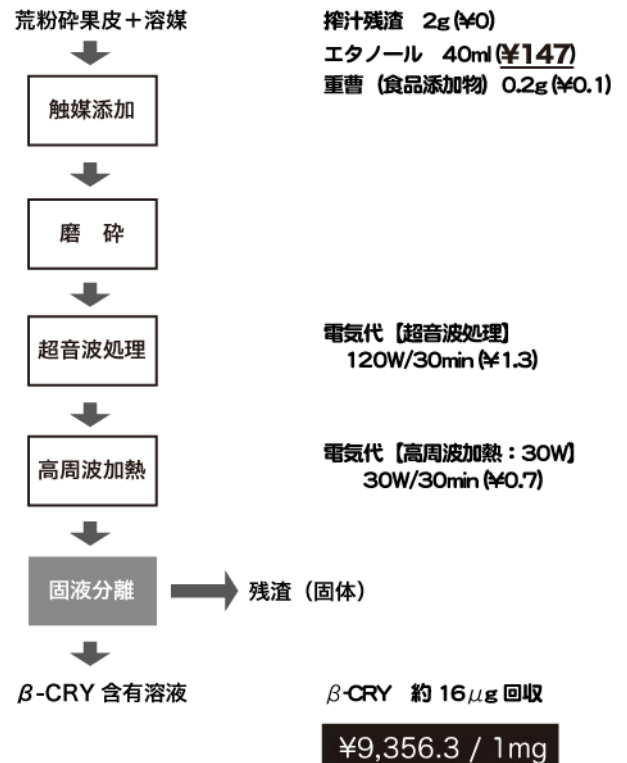 荒粉砕果皮＋溶媒
搾汁残渣 2g(¥0)
エタノール 40ml(¥147)
重曹（食品添加物）0.2g(¥0.1)
触媒添加
磨 砕
超音波処理
電気代【超音波処理】
120W/30min(¥1.3)
高周波加熱
電気代【高周波加熱：30W】
30W/30min(¥0.7)
固液分離
残渣（固体）
β-CRY 含有溶液
β-CRY 約16μg回収
¥9,356.3 / 1mg